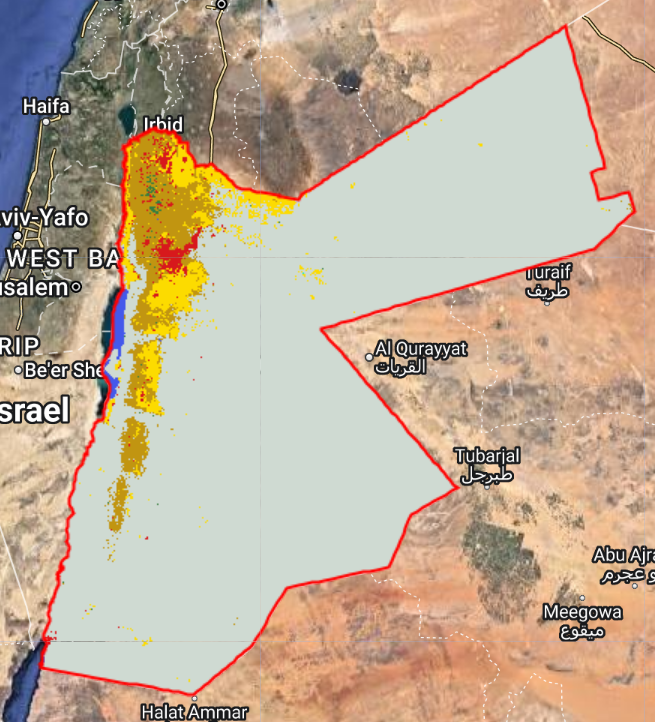 Haifa
Irbid
Aviv-Yafo
WEST BA
usalem
Turaif
طريف
RIP
Be'er She
Al Qurayyat
القريات
srael
Tubarjal
طبرجل
Abu Ajra
و عجرم
Meegowa
ميقوع
Halat Ammar